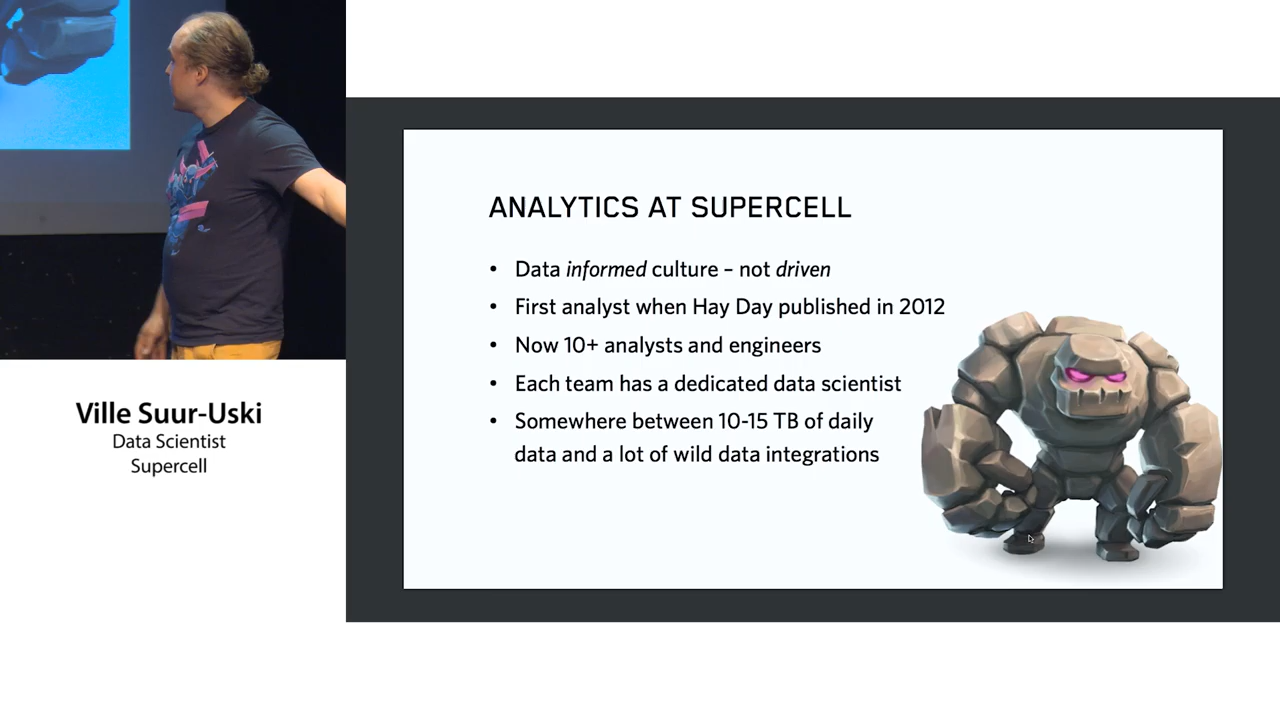 ANALYTICS AT SUPERCELL
• Data informed culture – not driven
• First analyst when Hay Day published in 2012
• Now 10+ analysts and engineers
• Each team has a dedicated data scientist
• Somewhere between 10-15 TB of daily
data and a lot of wild data integrations
Ville Suur-Uski
Data Scientist
Supercell